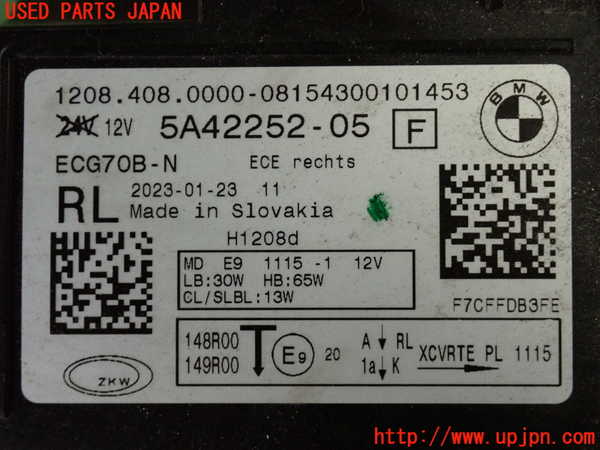 USED PARTS JAPAN
1208.408.0000-08154300101453
24V 12V 5A42252-05 F
BMW
ECG70B-N ECE rechts
RL 2023-01-23 11
Made in Slovakia
H1208d
MD E9 1115 -1 12V
LB:30W HB:65W
CL/SLBL:13W
F7CFFDB3FE
148R00 E9 20 A RL XCVRTE PL 1115
149R00 1a K
ZKW
http://www.upjpn.com/